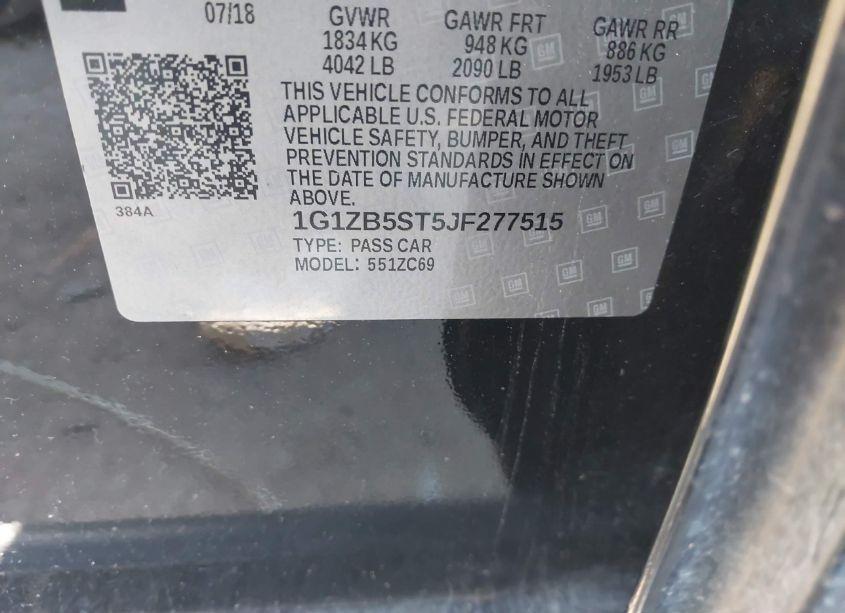 07/18 GVWR GAWR FRT GAWR RR
1834 KG 948 KG 886 KG
4042 LB 2090 LB 1953 LB
THIS VEHICLE CONFORMS TO ALL
APPLICABLE U.S. FEDERAL MOTOR
VEHICLE SAFETY, BUMPER, AND THEFT
PREVENTION STANDARDS IN EFFECT ON
THE DATE OF MANUFACTURE SHOWN
ABOVE.
384A
1G1ZB5ST5JF277515
TYPE: PASS CAR
MODEL: 551ZC69